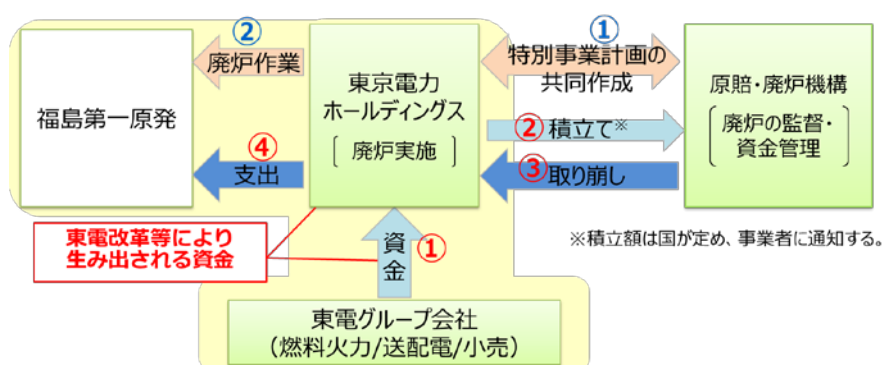 ②
廃炉作業
①
特別事業計画の
共同作成
福島第一原発
東京電力
ホールディングス
廃炉実施
原賠・廃炉機構
廃炉の監督・
資金管理
②積立て※
④
支出
③取り崩し
東電改革等により
生み出される資金
資金
①
※積立額は国が定め、事業者に通知する。
東電グループ会社
(燃料火力/送配電/小売)